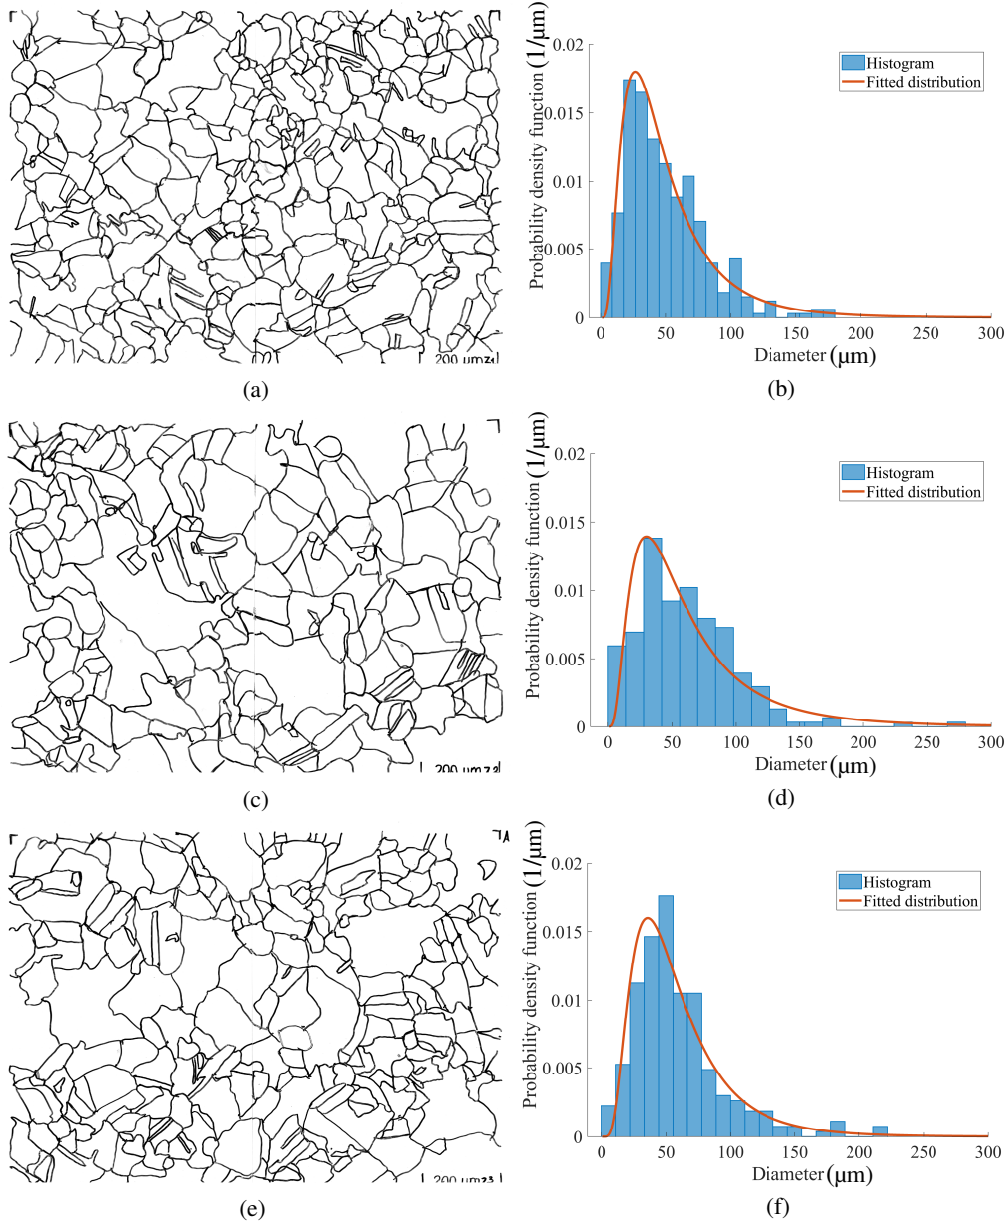 Probability density function (1/μm)
0.02
0.015
0.01
0.005
0
Histogram
Fitted distribution
0 50 100 150 200 250 300
Diameter (μm)
200 μm
(a)
(b)
Probability density function (1/μm)
0.02
0.015
0.01
0.005
0
Histogram
Fitted distribution
0 50 100 150 200 250 300
Diameter (μm)
200 μm
(c)
(d)
A
Probability density function (1/μm)
0.02
0.015
0.01
0.005
0
Histogram
Fitted distribution
0 50 100 150 200 250 300
Diameter (μm)
200 μm
(e)
(f)